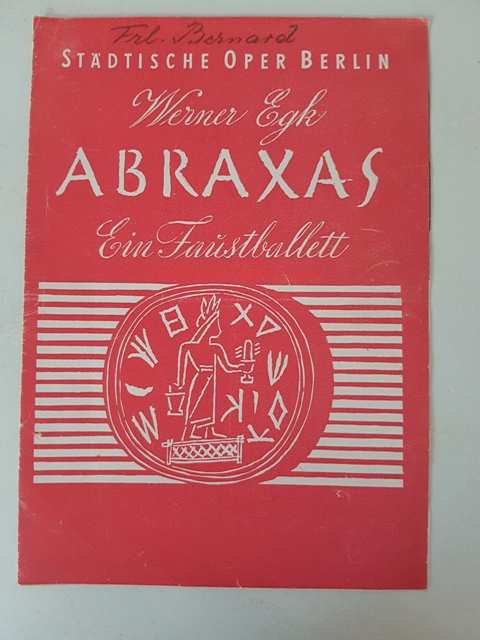 Frl. Bernard
STÄDTISCHE OPER BERLIN
Werner Egk
ABRAXAS
Ein Faustballett